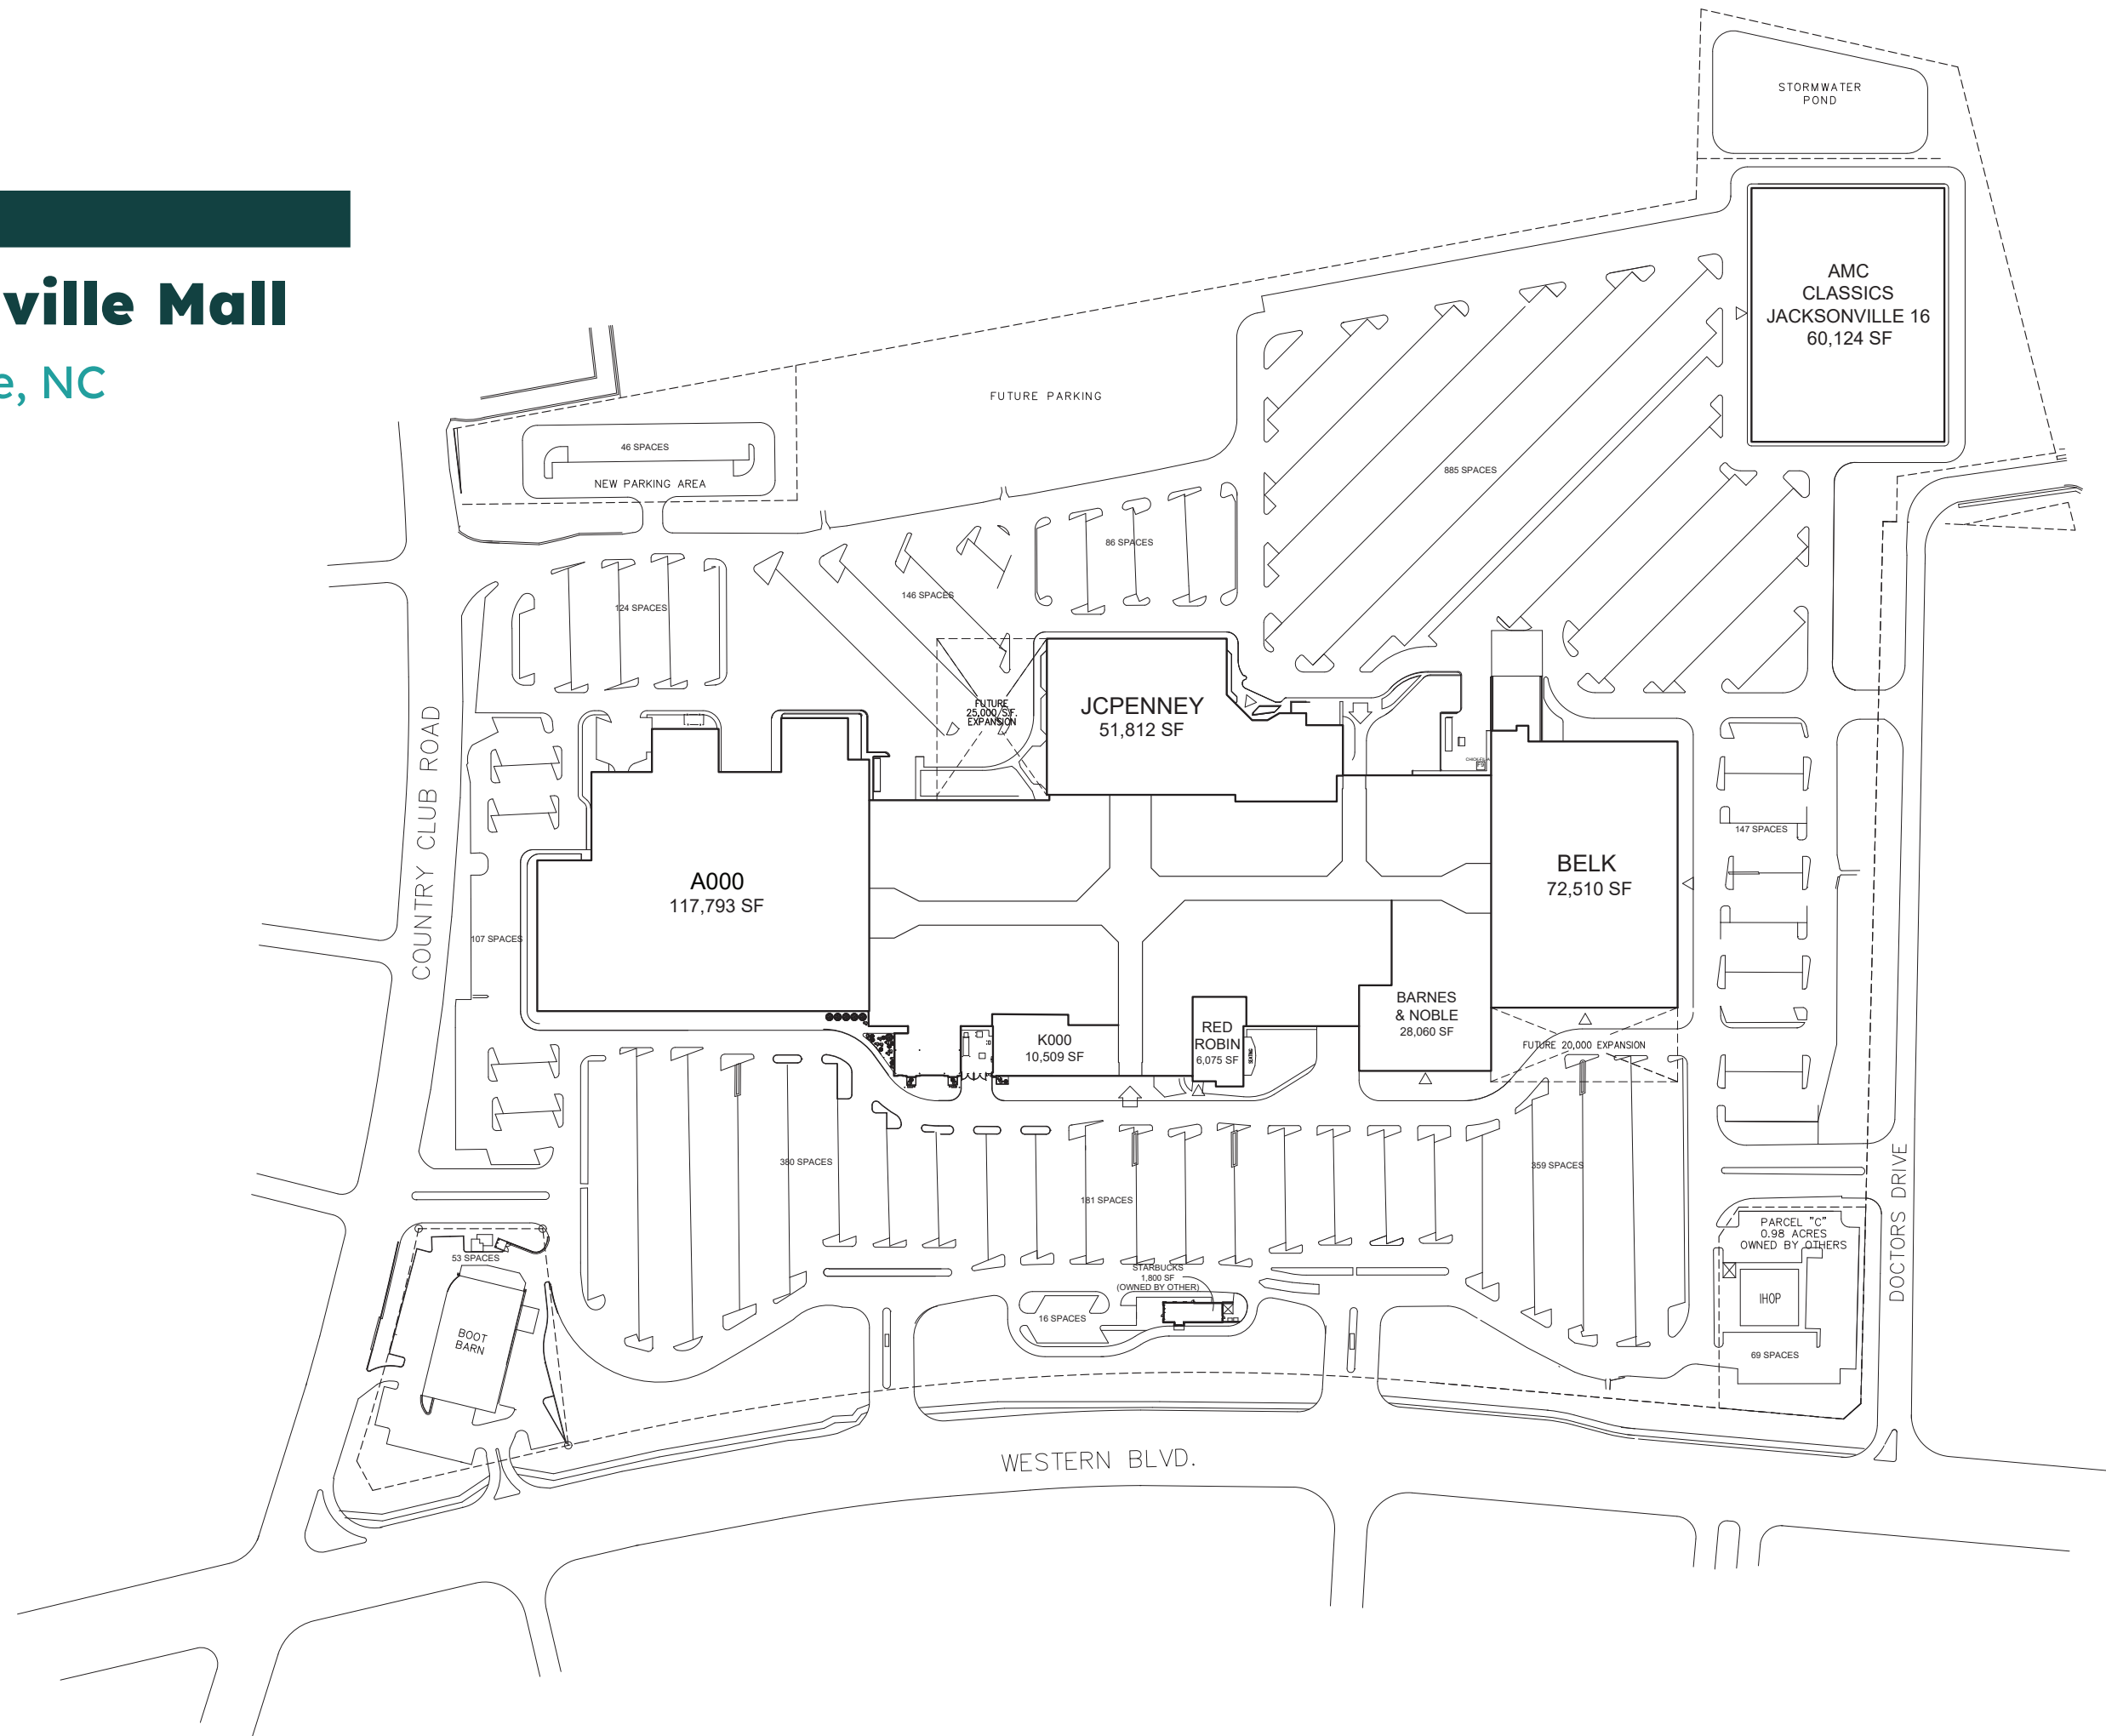 ville Mall
e, NC
STORMWATER
POND
AMC
CLASSICS
JACKSONVILLE 16
60,124 SF
FUTURE PARKING
46 SPACES
NEW PARKING AREA
885 SPACES
86 SPACES
146 SPACES
124 SPACES
FUTURE
25,000/S.F.
EXPANSION
JCPENNEY
51,812 SF
COUNTRY CLUB ROAD
A000
117,793 SF
BELK
72,510 SF
147 SPACES
107 SPACES
BARNES
& NOBLE
28,060 SF
RED
ROBIN
6,075 SF
K000
10,509 SF
FUTURE 20,000 EXPANSION
380 SPACES
181 SPACES
359 SPACES
DOCTORS DRIVE
PARCEL "C"
0.98 ACRES
OWNED BY OTHERS
IHOP
69 SPACES
53 SPACES
BOOT
BARN
STARBUCKS
1,800 SF
(OWNED BY OTHER)
16 SPACES
WESTERN BLVD.